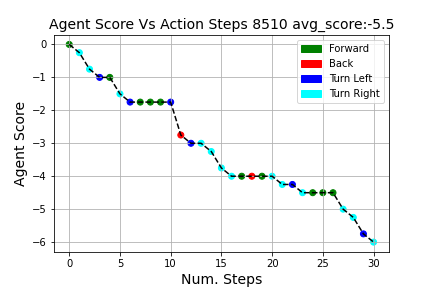 Agent Score Vs Action Steps 8510 avg_score:-5.5
Forward
Back
Turn Left
Turn Right
Agent Score
0
−1
−2
−3
−4
−5
−6
0 5 10 15 20 25 30
Num. Steps